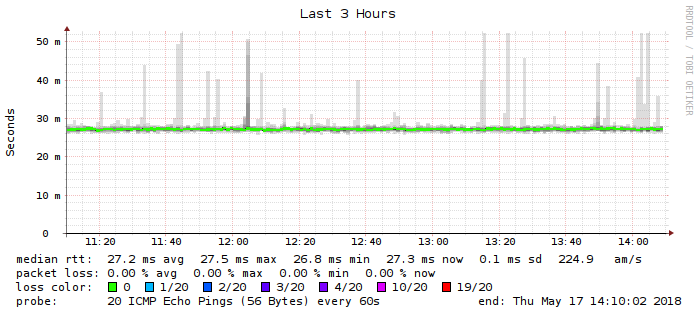 Last 3 Hours
RRDTOOL / TOBI OETIKER
Seconds
50 m
40 m
30 m
20 m
10 m
0
11:20 11:40 12:00 12:20 12:40 13:00 13:20 13:40 14:00
median rtt: 27.2 ms avg 27.5 ms max 26.8 ms min 27.3 ms now 0.1 ms sd 224.9 am/s
packet loss: 0.00 % avg 0.00 % max 0.00 % min 0.00 % now
loss color: 0 1/20 2/20 3/20 4/20 10/20 19/20
probe: 20 ICMP Echo Pings (56 Bytes) every 60s end: Thu May 17 14:10:02 2018